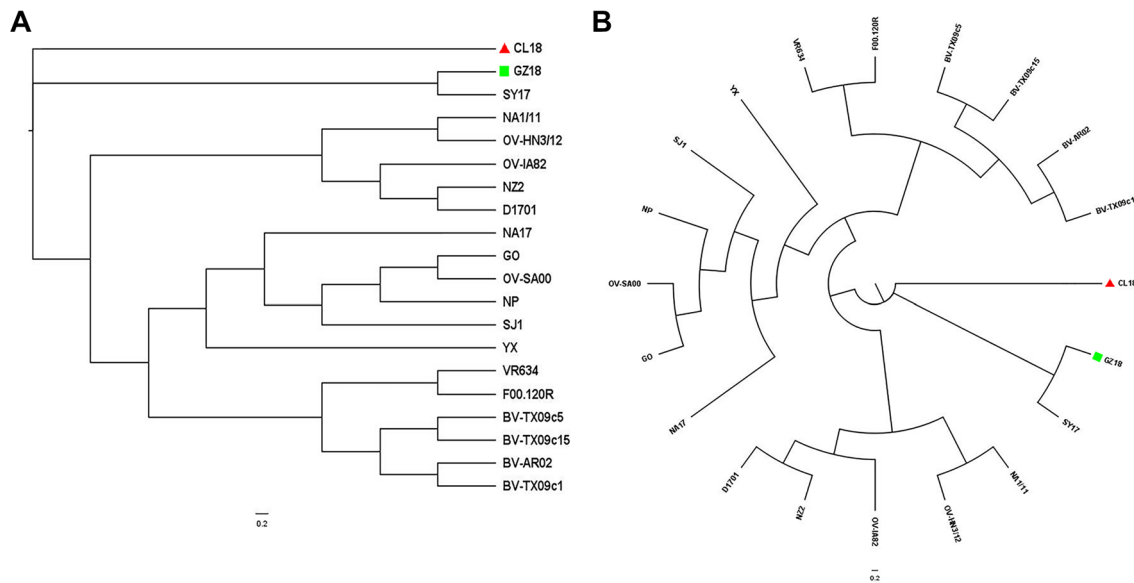 A
CL18
GZ18
SY17
NA1/11
OV-HN3/12
OV-IA82
NZ2
D1701
NA17
GO
OV-SA00
NP
SJ1
YX
VR634
F00.120R
BV-TX09c5
BV-TX09c15
BV-AR02
BV-TX09c1
0.2
B
VR634
F00.120R
BV-TX09c5
BV-TX09c15
BV-AR02
BV-TX09c1
CL18
GZ18
SY17
NA1/11
OV-HN3/12
OV-IA82
NZ2
D1701
NA17
GO
OV-SA00
NP
SJ1
YX
0.2